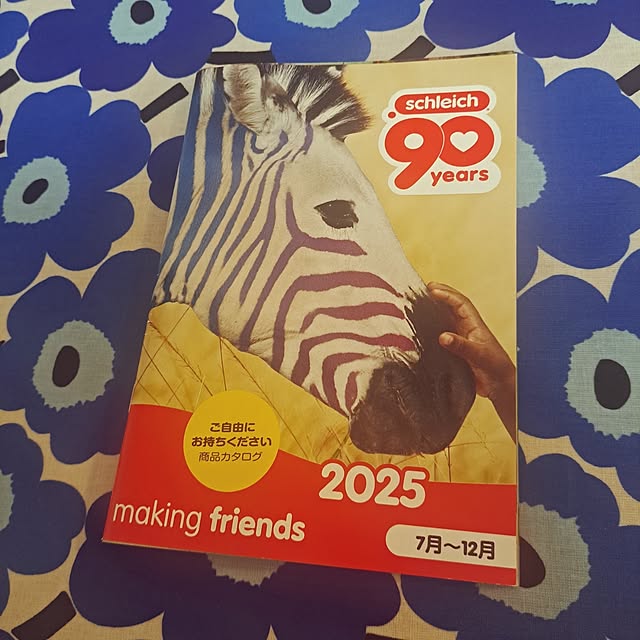 schleich
90
years
ご自由に
お持ちください
商品カタログ
2025
making friends
7月〜12月